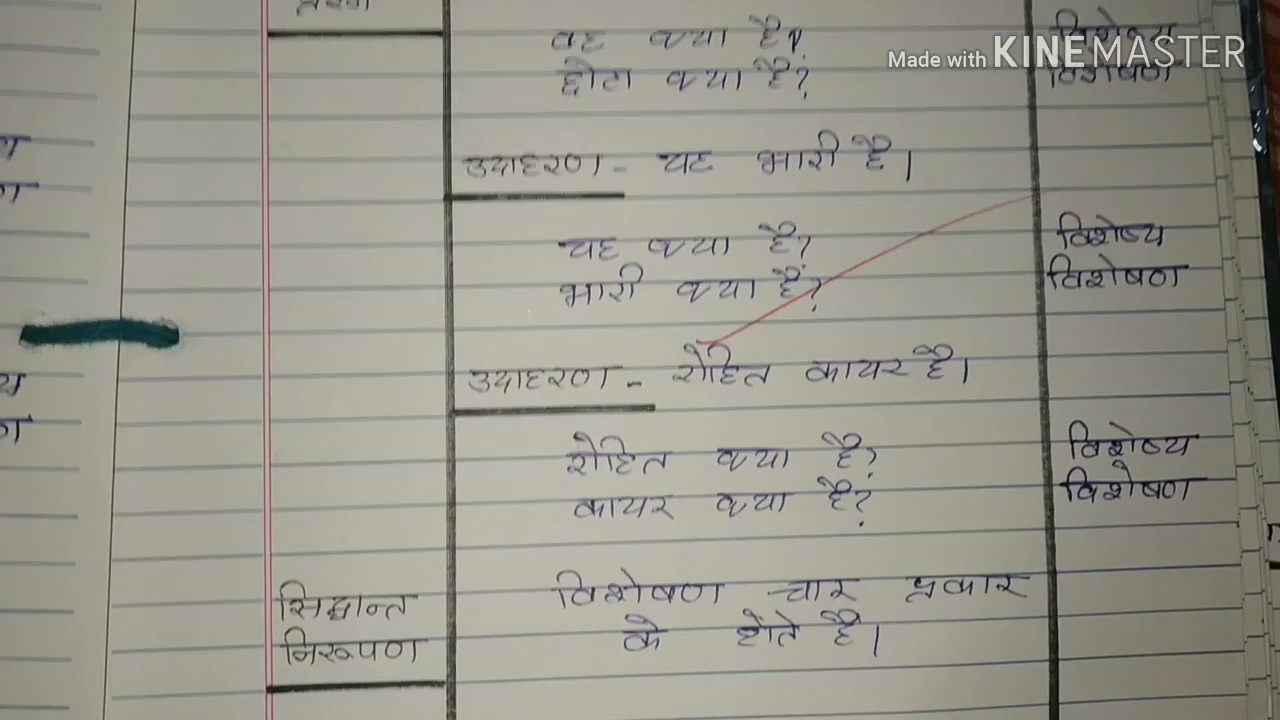 वह क्या है? विशेष्य
Made with KINEMASTER
छोटा क्या है? विशेषण
उदाहरण - यह भारी है।
यह क्या है? विशेष्य
भारी क्या है? विशेषण
उदाहरण - रोहित कायर है।
रोहित क्या है? विशेष्य
कायर क्या है? विशेषण
सिद्धान्त विशेषण चार प्रकार
निरूपण के होते है।